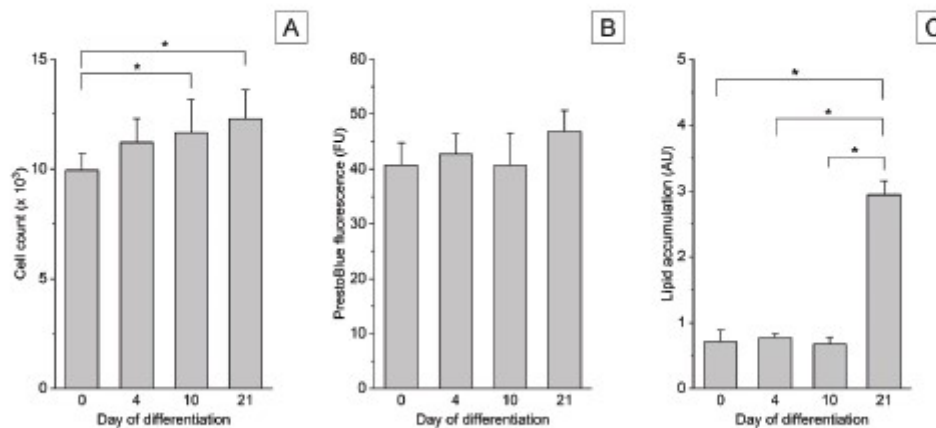 A
*
*
15
10
5
0
Cell count (x 10³)
0 4 10 21
Day of differentiation
B
60
50
40
30
20
10
0
PrestoBlue fluorescence (FU)
0 4 10 21
Day of differentiation
C
*
*
*
5
4
3
2
1
0
Lipid accumulation (AU)
0 4 10 21
Day of differentiation